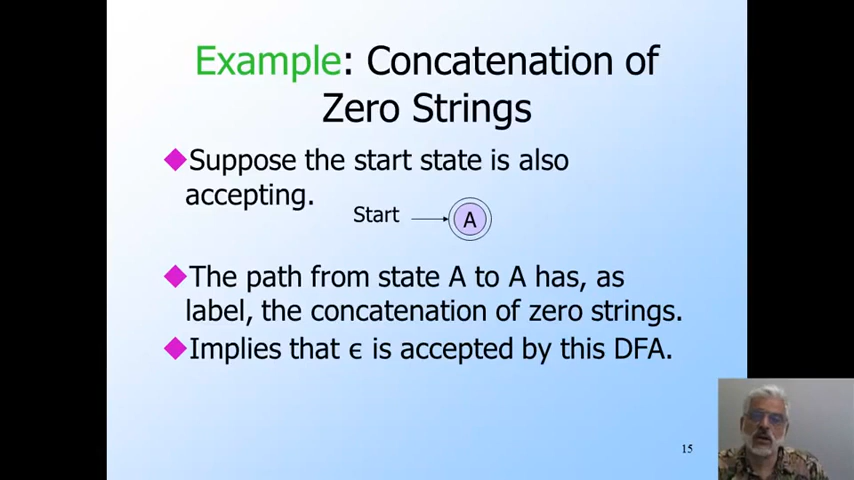 Example: Concatenation of
Zero Strings
Suppose the start state is also
accepting.
Start
A
The path from state A to A has, as
label, the concatenation of zero strings.
Implies that ϵ is accepted by this DFA.
15